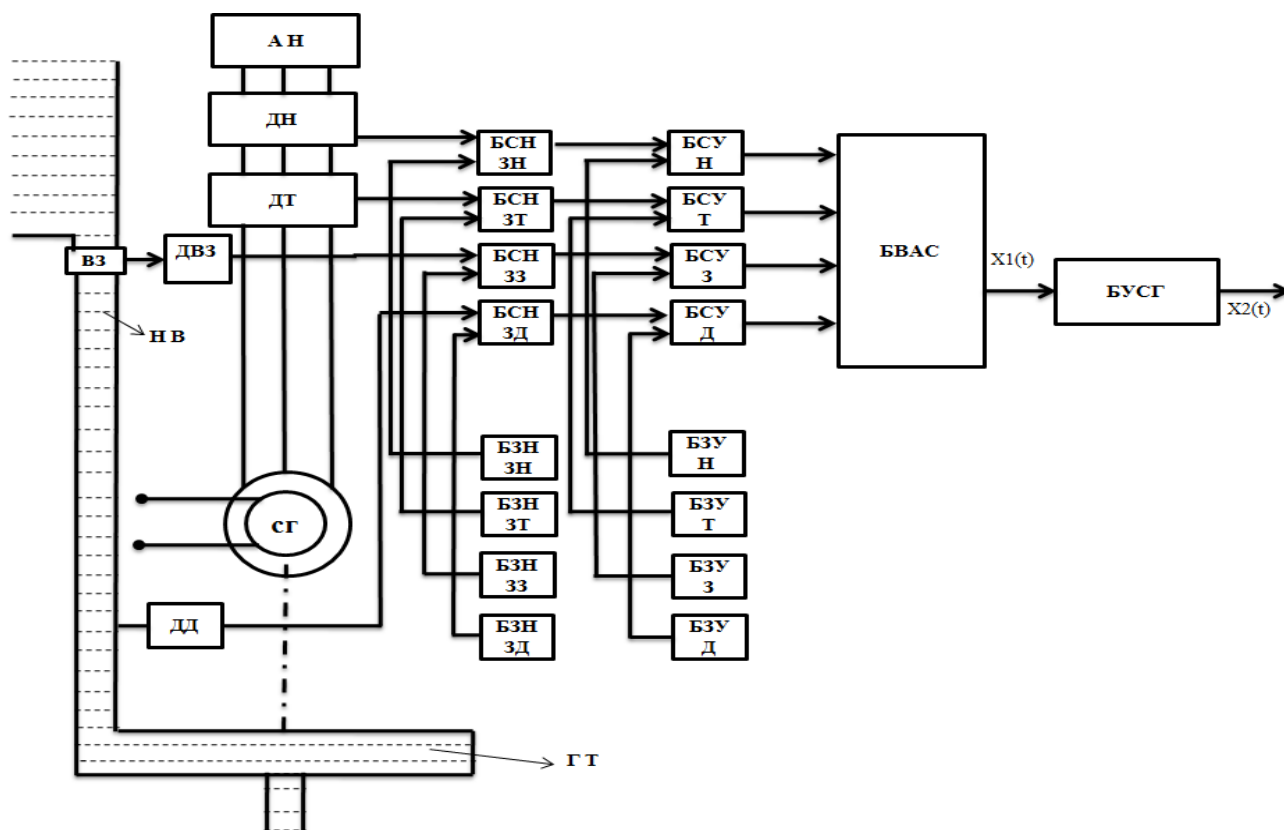 А Н
ДН
ДТ
БСН
ЗН
БСУ
Н
БСН
ЗТ
БСУ
Т
ВЗ
ДВЗ
БСН
ЗЗ
БСУ
З
БВАС
X1(t)
БУСГ
X2(t)
БСН
ЗД
БСУ
Д
Н В
БЗН
ЗН
БЗУ
Н
БЗН
ЗТ
БЗУ
Т
СГ
БЗН
ЗЗ
БЗУ
З
ДД
БЗН
ЗД
БЗУ
Д
Г Т